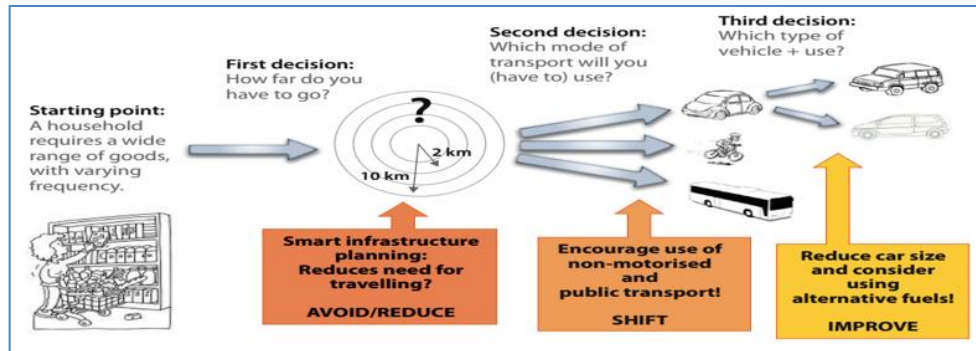 Starting point:
A household
requires a wide
range of goods,
with varying
frequency.
First decision:
How far do you
have to go?
?
2 km
10 km
Second decision:
Which mode of
transport will you
(have to) use?
Third decision:
Which type of
vehicle + use?
Smart infrastructure
planning:
Reduces need for
travelling?
AVOID/REDUCE
Encourage use of
non-motorised
and
public transport!
SHIFT
Reduce car size
and consider
using
alternative fuels!
IMPROVE